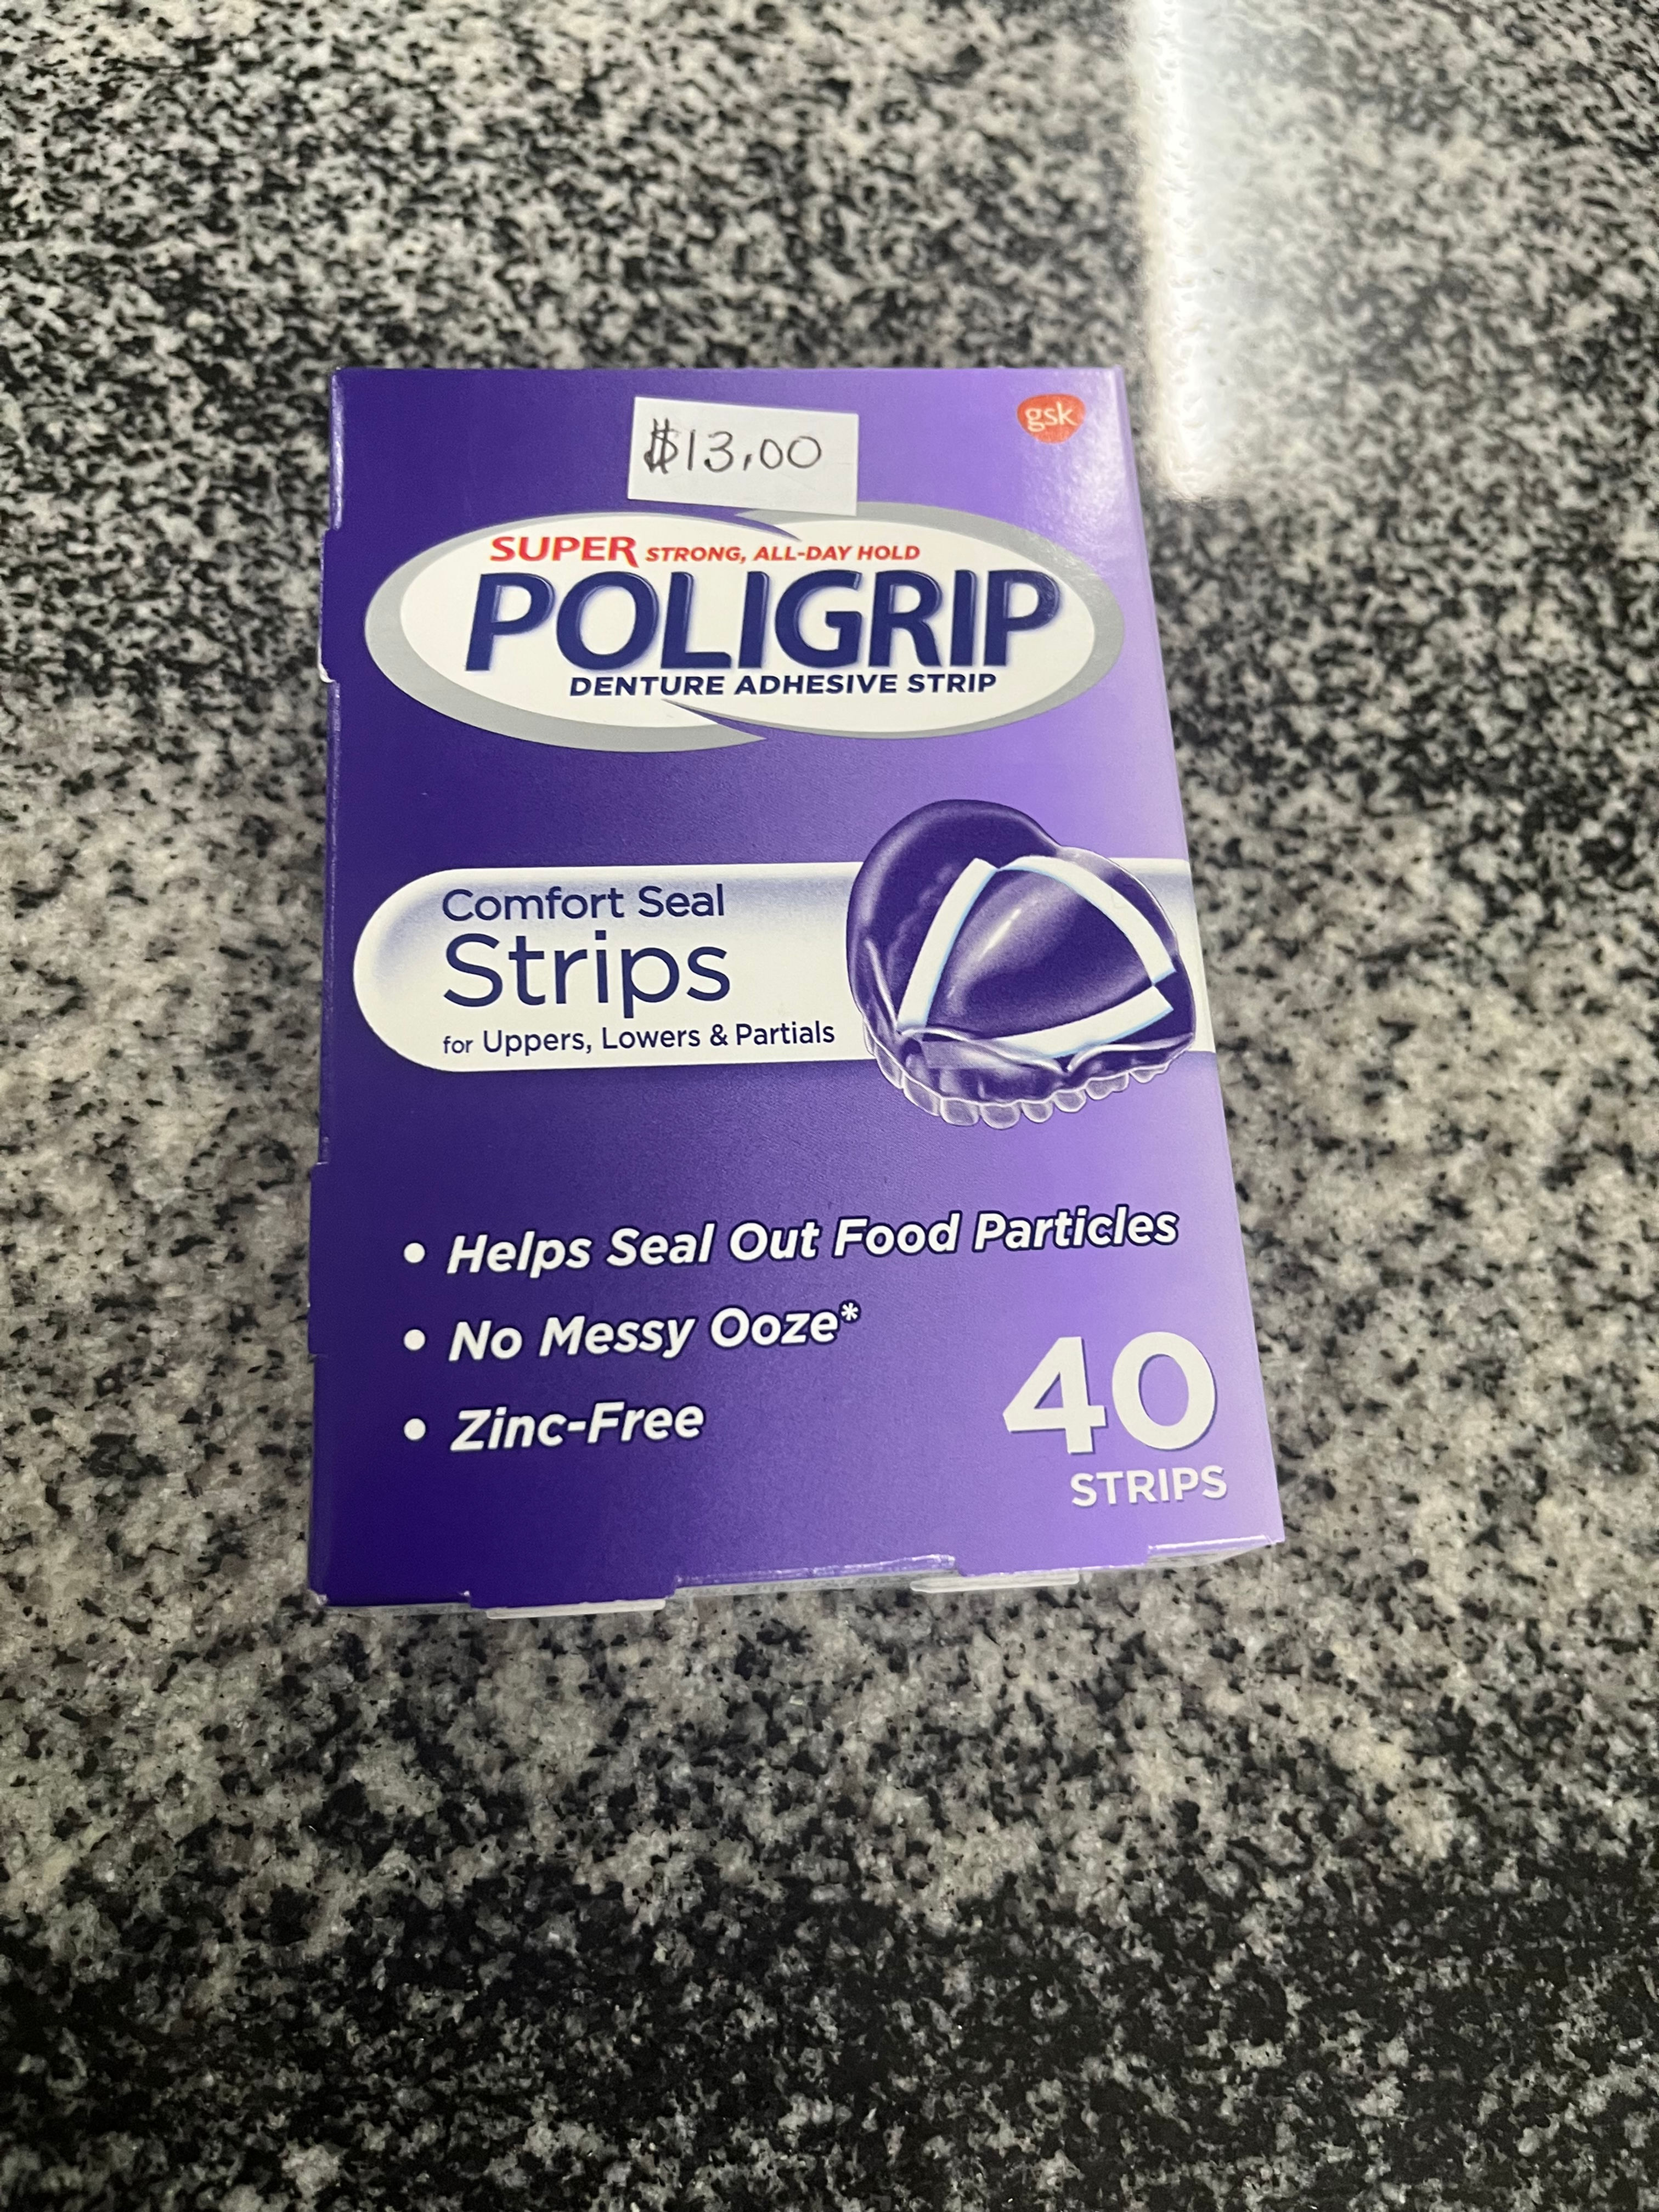 gsk
$13.00
SUPER STRONG, ALL-DAY HOLD
POLIGRIP
DENTURE ADHESIVE STRIP
Comfort Seal
Strips
for Uppers, Lowers & Partials
• Helps Seal Out Food Particles
• No Messy Ooze*
• Zinc-Free
40
STRIPS